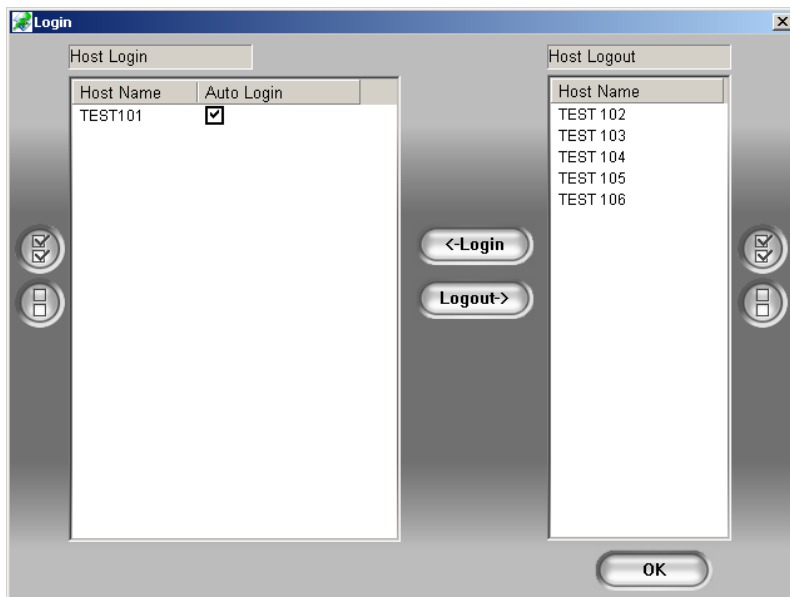 Login
Host Login
Host Name Auto Login
TEST101
<-Login
Logout->
Host Logout
Host Name
TEST 102
TEST 103
TEST 104
TEST 105
TEST 106
OK